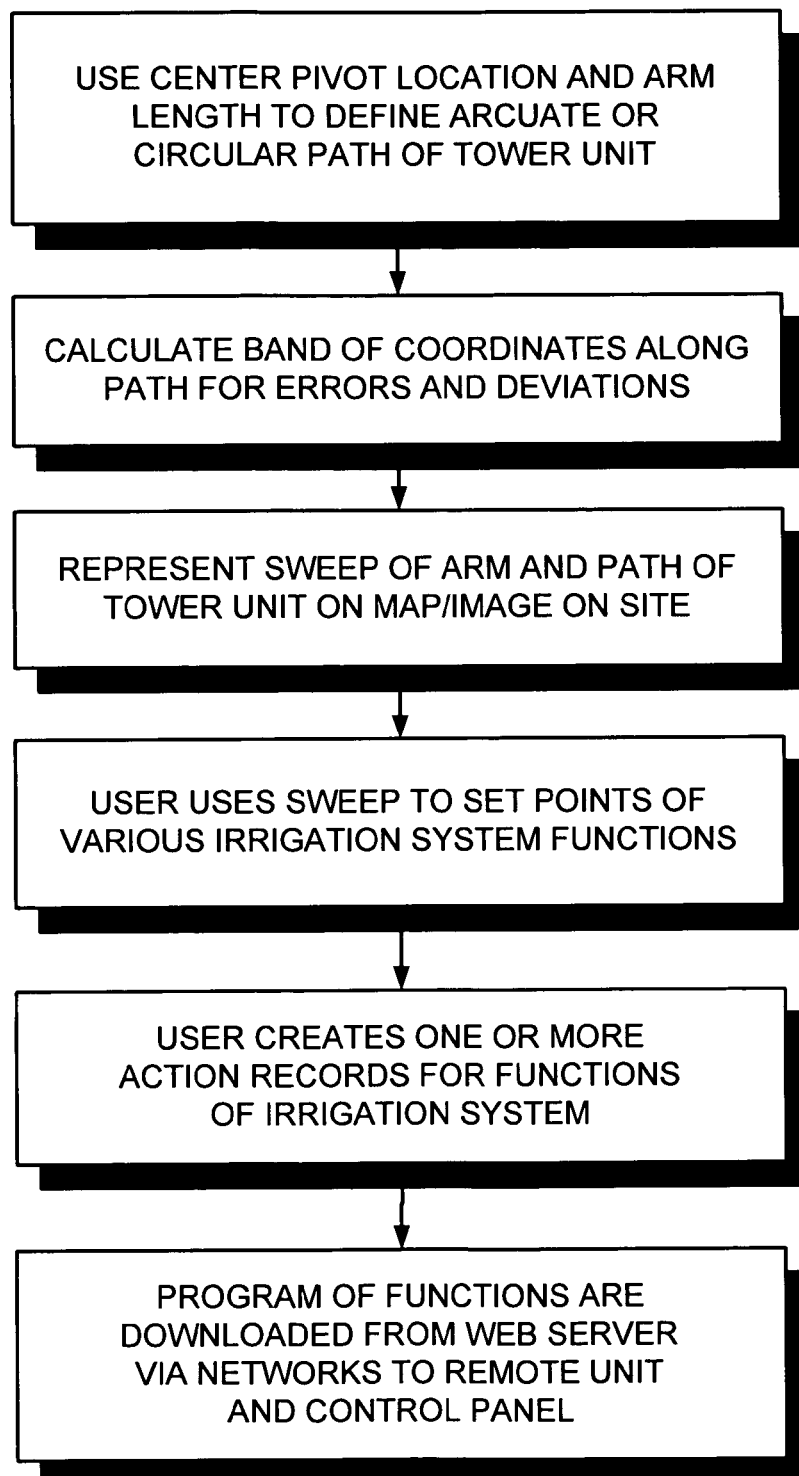 USE CENTER PIVOT LOCATION AND ARM
LENGTH TO DEFINE ARCUATE OR
CIRCULAR PATH OF TOWER UNIT
CALCULATE BAND OF COORDINATES ALONG
PATH FOR ERRORS AND DEVIATIONS
REPRESENT SWEEP OF ARM AND PATH OF
TOWER UNIT ON MAP/IMAGE ON SITE
USER USES SWEEP TO SET POINTS OF
VARIOUS IRRIGATION SYSTEM FUNCTIONS
USER CREATES ONE OR MORE
ACTION RECORDS FOR FUNCTIONS
OF IRRIGATION SYSTEM
PROGRAM OF FUNCTIONS ARE
DOWNLOADED FROM WEB SERVER
VIA NETWORKS TO REMOTE UNIT
AND CONTROL PANEL